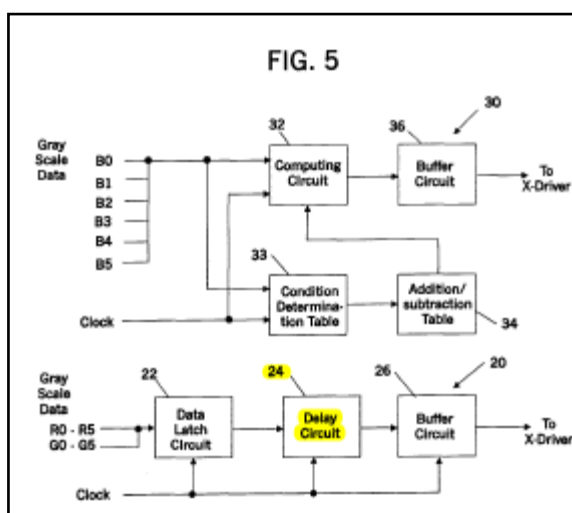 FIG. 5
30
32
36
Gray
Scale
Data
B0
B1
B2
B3
B4
B5
Computing
Circuit
Buffer
Circuit
To
X-Driver
33
Condition
Determina-
tion Table
Addition/
subtraction
Table
34
Clock
20
22
24
26
Gray
Scale
Data
R0 - R5
G0 - G5
Data
Latch
Circuit
Delay
Circuit
Buffer
Circuit
To
X-Driver
Clock